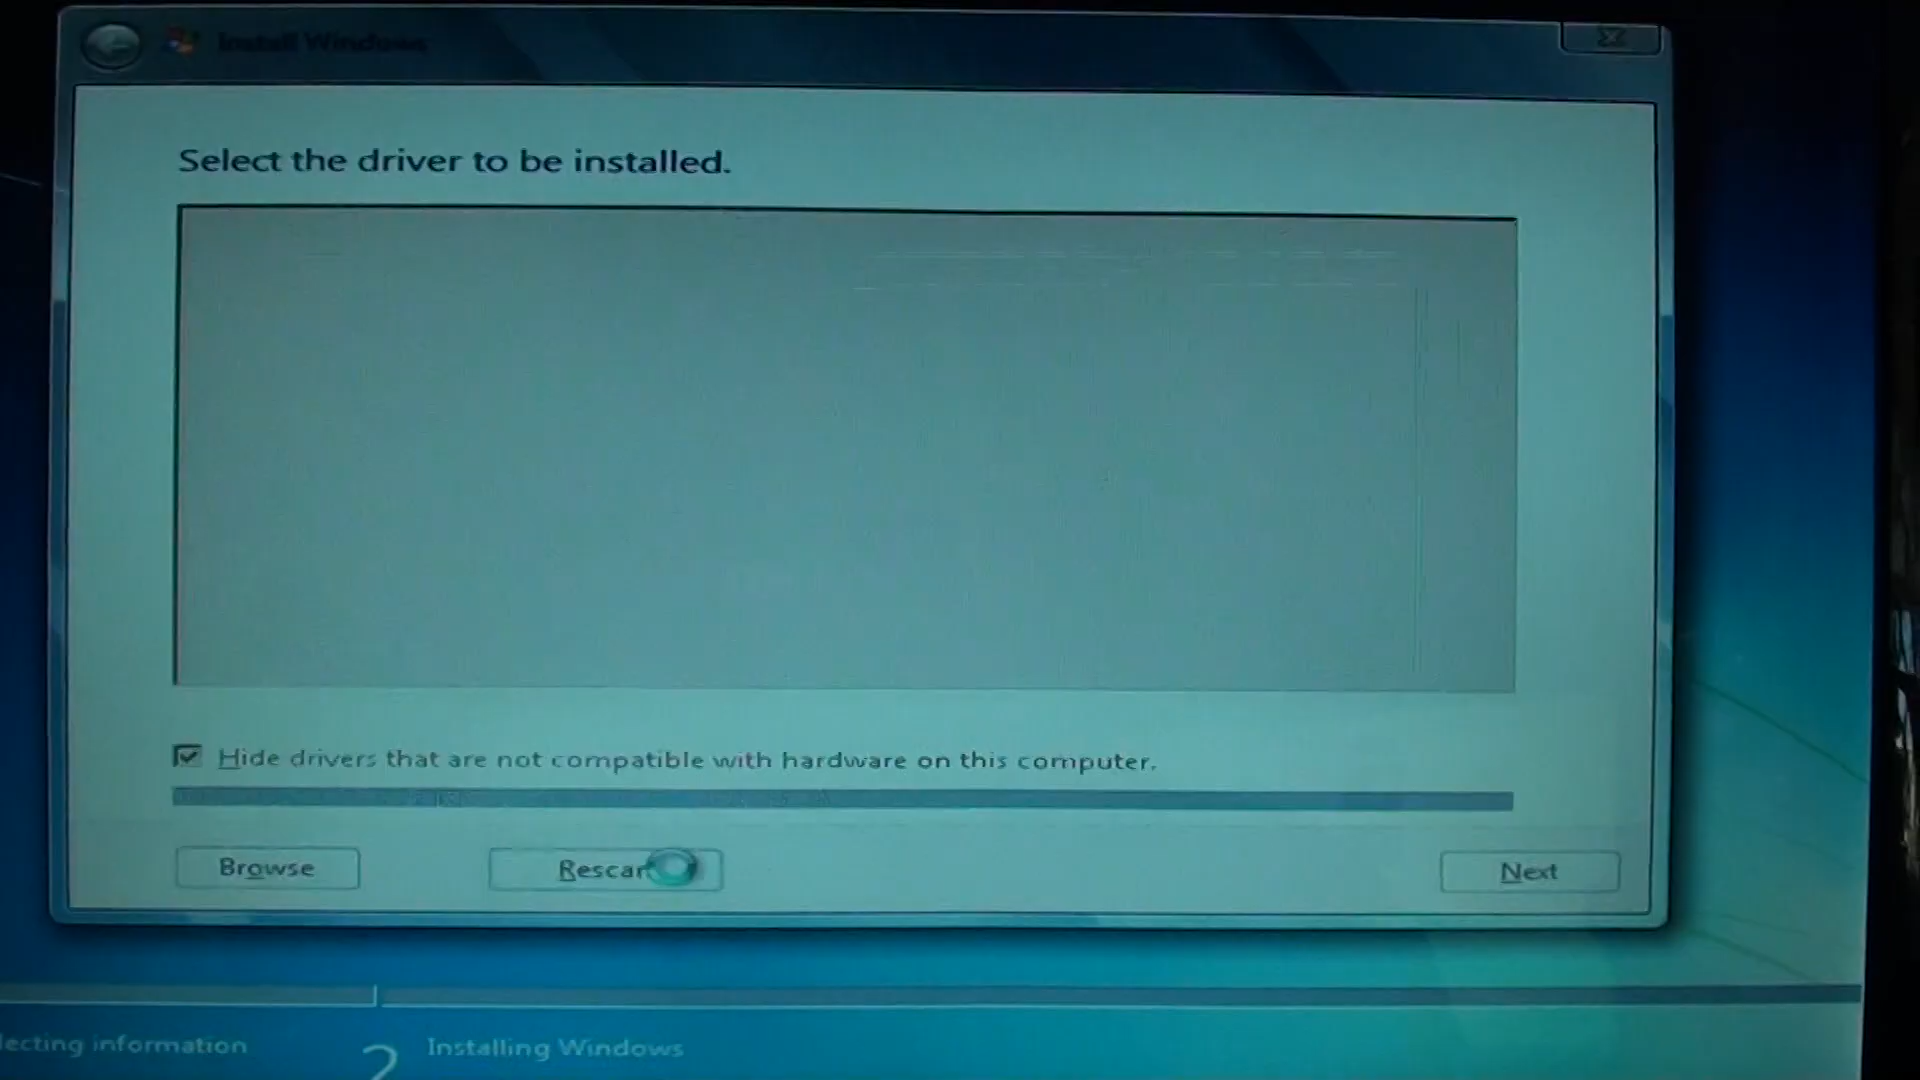 Install Windows
Select the driver to be installed.
Hide drivers that are not compatible with hardware on this computer.
Browse
Rescan
Next
lecting information
2
Installing Windows